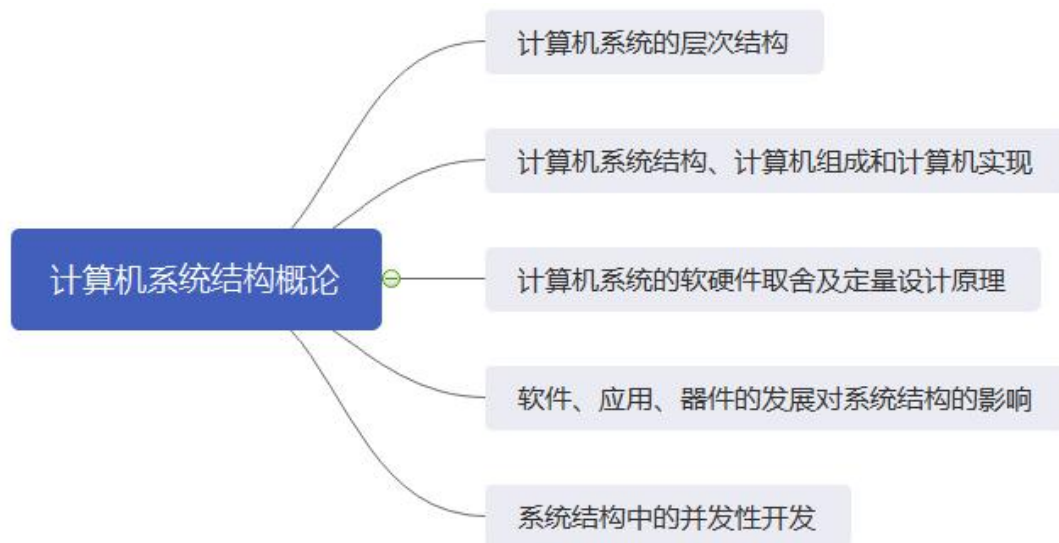 计算机系统的层次结构
计算机系统结构、计算机组成和计算机实现
计算机系统结构概论
计算机系统的软硬件取舍及定量设计原理
软件、应用、器件的发展对系统结构的影响
系统结构中的并发性开发